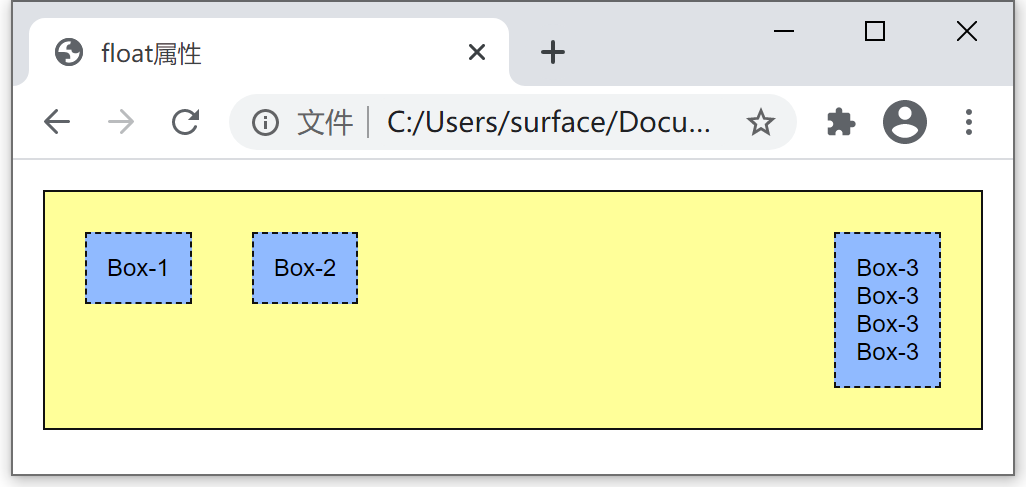 float属性
文件 C:/Users/surface/Docu...
Box-1
Box-2
Box-3
Box-3
Box-3
Box-3